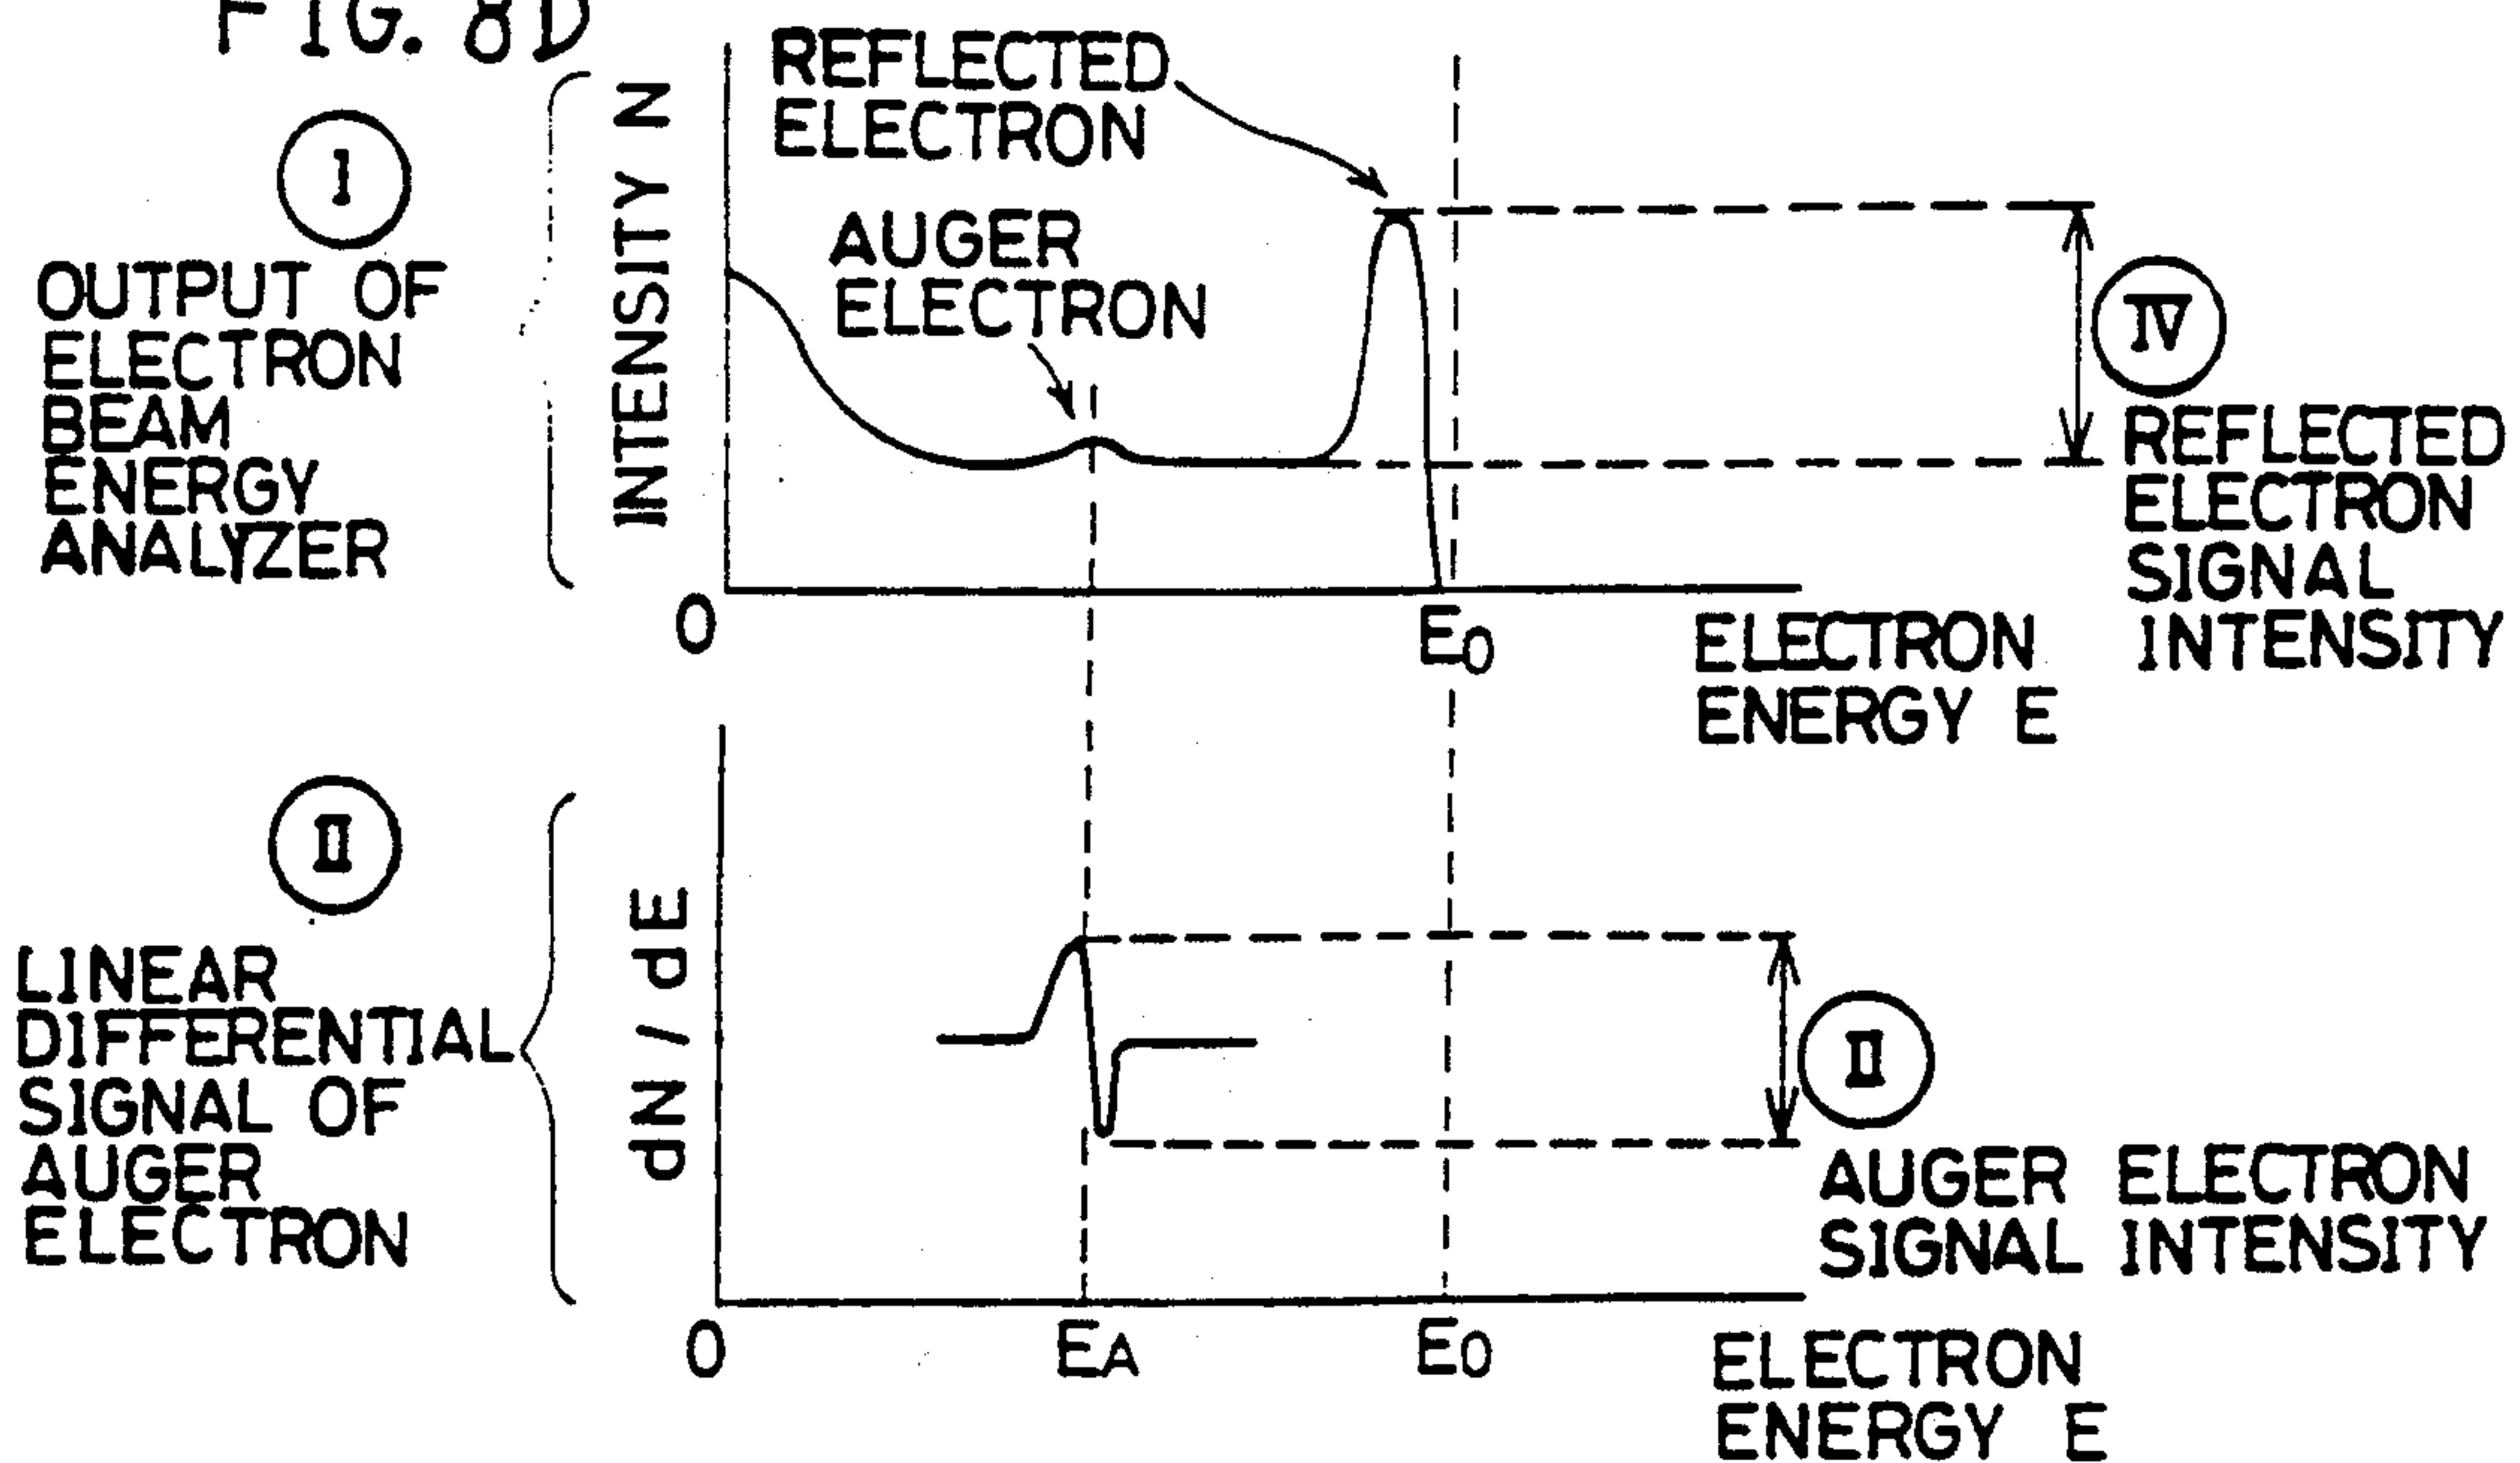 FIG. 8D
I
OUTPUT OF
ELECTRON
BEAM
ENERGY
ANALYZER
INTENSITY N
REFLECTED
ELECTRON
AUGER
ELECTRON
IV
REFLECTED
ELECTRON
SIGNAL
INTENSITY
0
E0
ELECTRON
ENERGY E
II
LINEAR
DIFFERENTIAL
SIGNAL OF
AUGER
ELECTRON
dN / dE
II
AUGER ELECTRON
SIGNAL INTENSITY
0
EA
E0
ELECTRON
ENERGY E